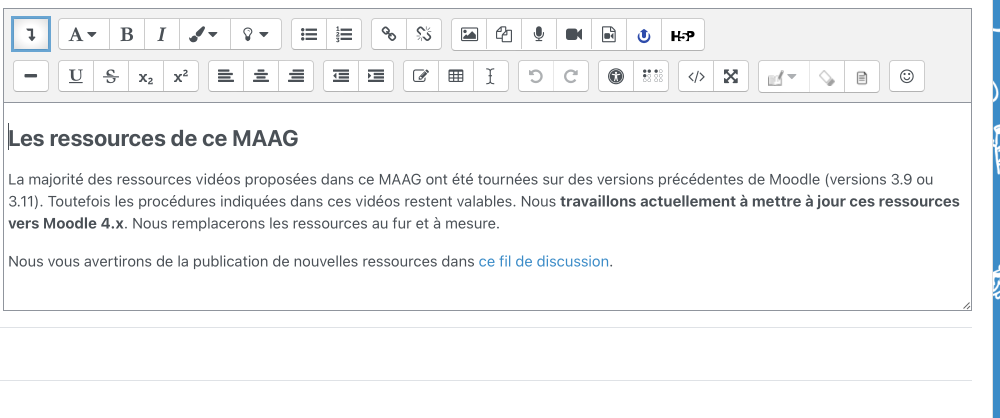 A B I H5P
U S x₂ x²
Les ressources de ce MAAG
La majorité des ressources vidéos proposées dans ce MAAG ont été tournées sur des versions précédentes de Moodle (versions 3.9 ou
3.11). Toutefois les procédures indiquées dans ces vidéos restent valables. Nous travaillons actuellement à mettre à jour ces ressources
vers Moodle 4.x. Nous remplacerons les ressources au fur et à mesure.
Nous vous avertirons de la publication de nouvelles ressources dans ce fil de discussion.